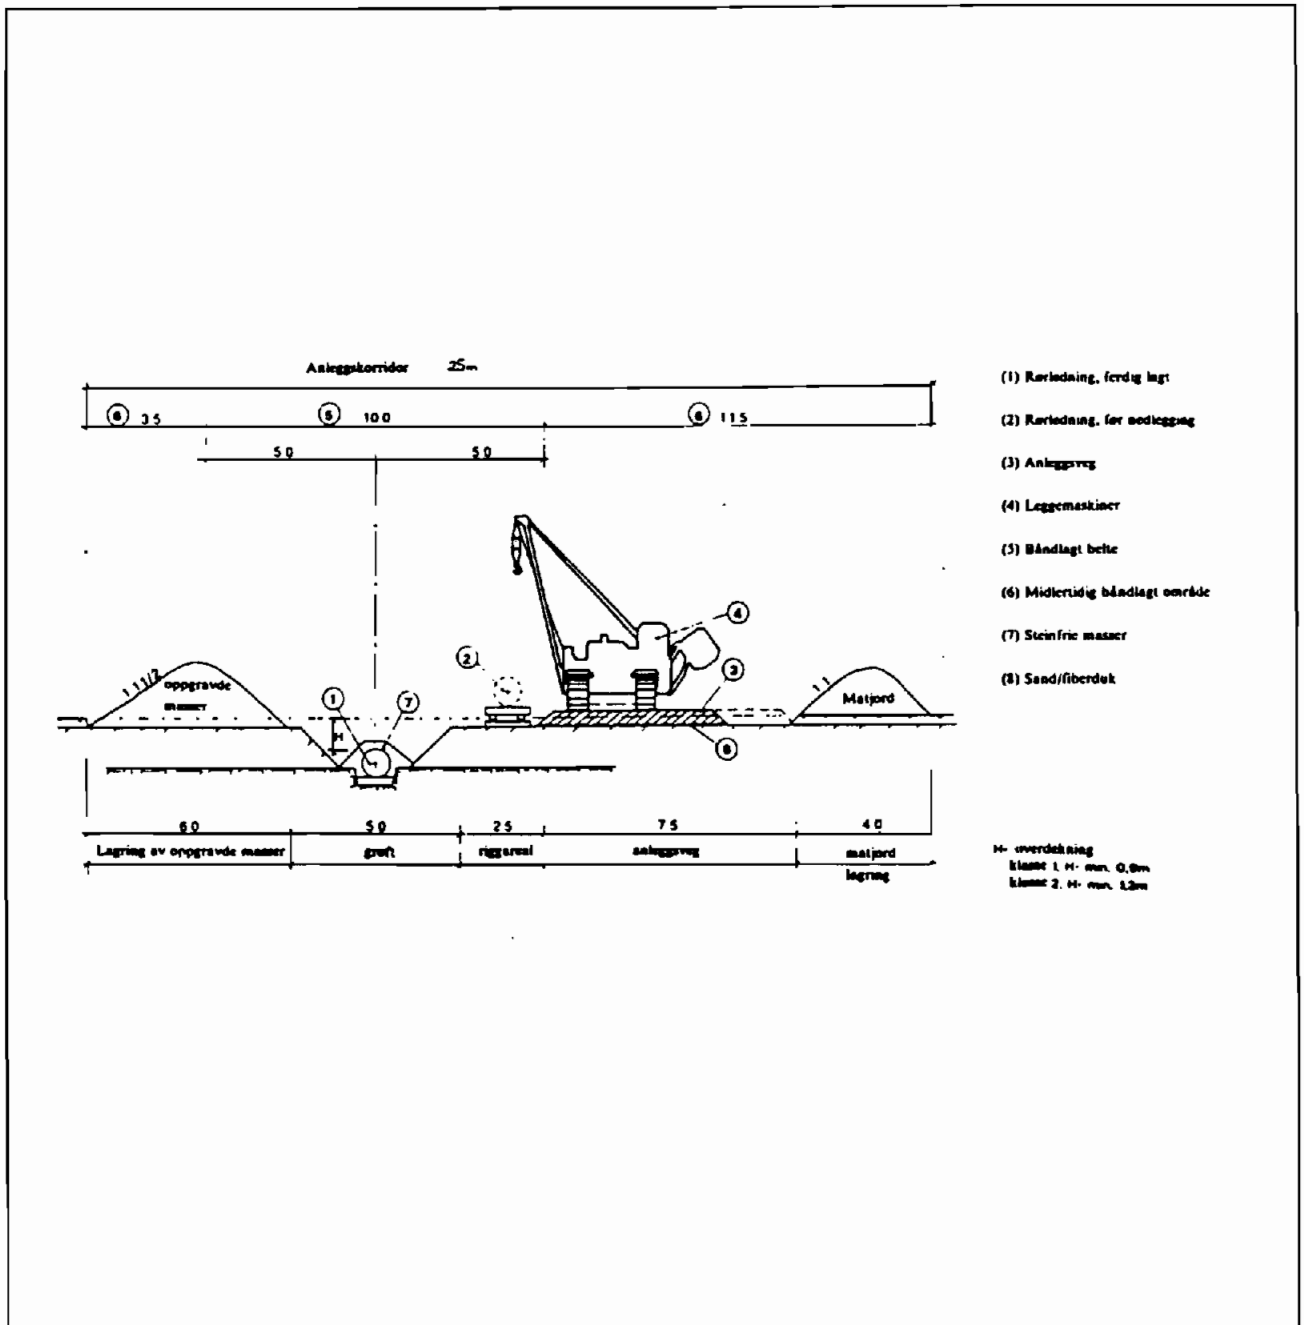 Anleggskorridor 25m
6 3 5 5 10 0 6 11 5
5 0 5 0
(1) Rørledning, ferdig lagt
(2) Rørledning, før nedlegging
(3) Anleggsveg
(4) Leggemaskiner
(5) Båndlagt belte
(6) Midlertidig båndlagt område
(7) Steinfrie masser
(8) Sand/fiberduk
4
2
3
1 1 1/2
oppgravde
masser
1
7
H
8
1 1
Matjord
6 0 5 0 2 5 7 5 4 0
Lagring av oppgravde masser grøft riggareal anleggsveg matjord
lagring
H- overdekning
klasse 1, H- min. 0,8m
klasse 2, H- min. 1,2m